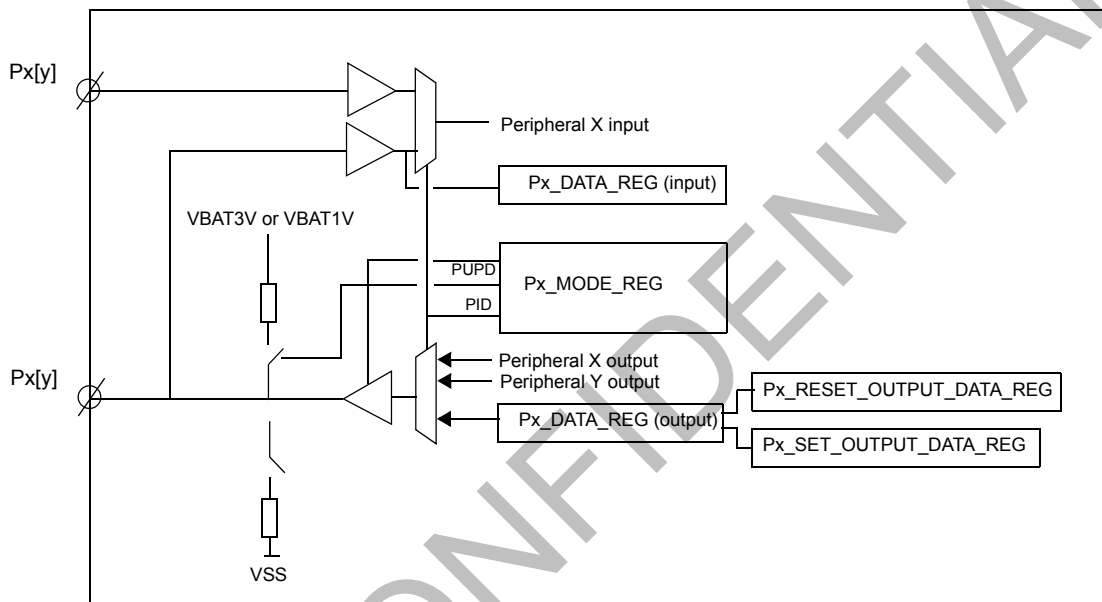 Px[y]
Peripheral X input
Px_DATA_REG (input)
VBAT3V or VBAT1V
PUPD
Px_MODE_REG
PID
Px[y]
Peripheral X output
Peripheral Y output
Px_DATA_REG (output)
Px_RESET_OUTPUT_DATA_REG
Px_SET_OUTPUT_DATA_REG
VSS
ONFIDENTIA